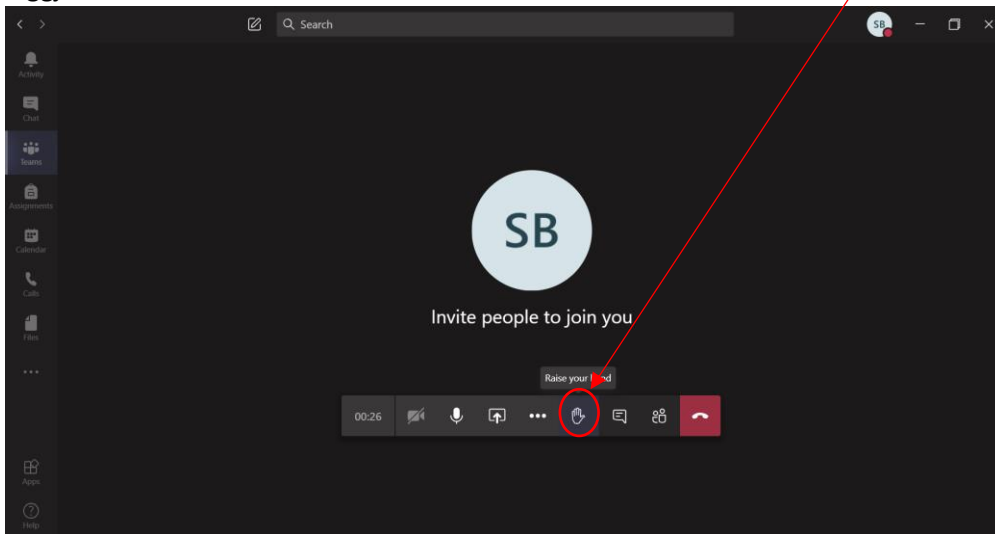 Search
SB
Activity
Chat
Teams
Assignments
Calendar
Calls
Files
SB
Invite people to join you
Raise your
00:26
Apps
Help